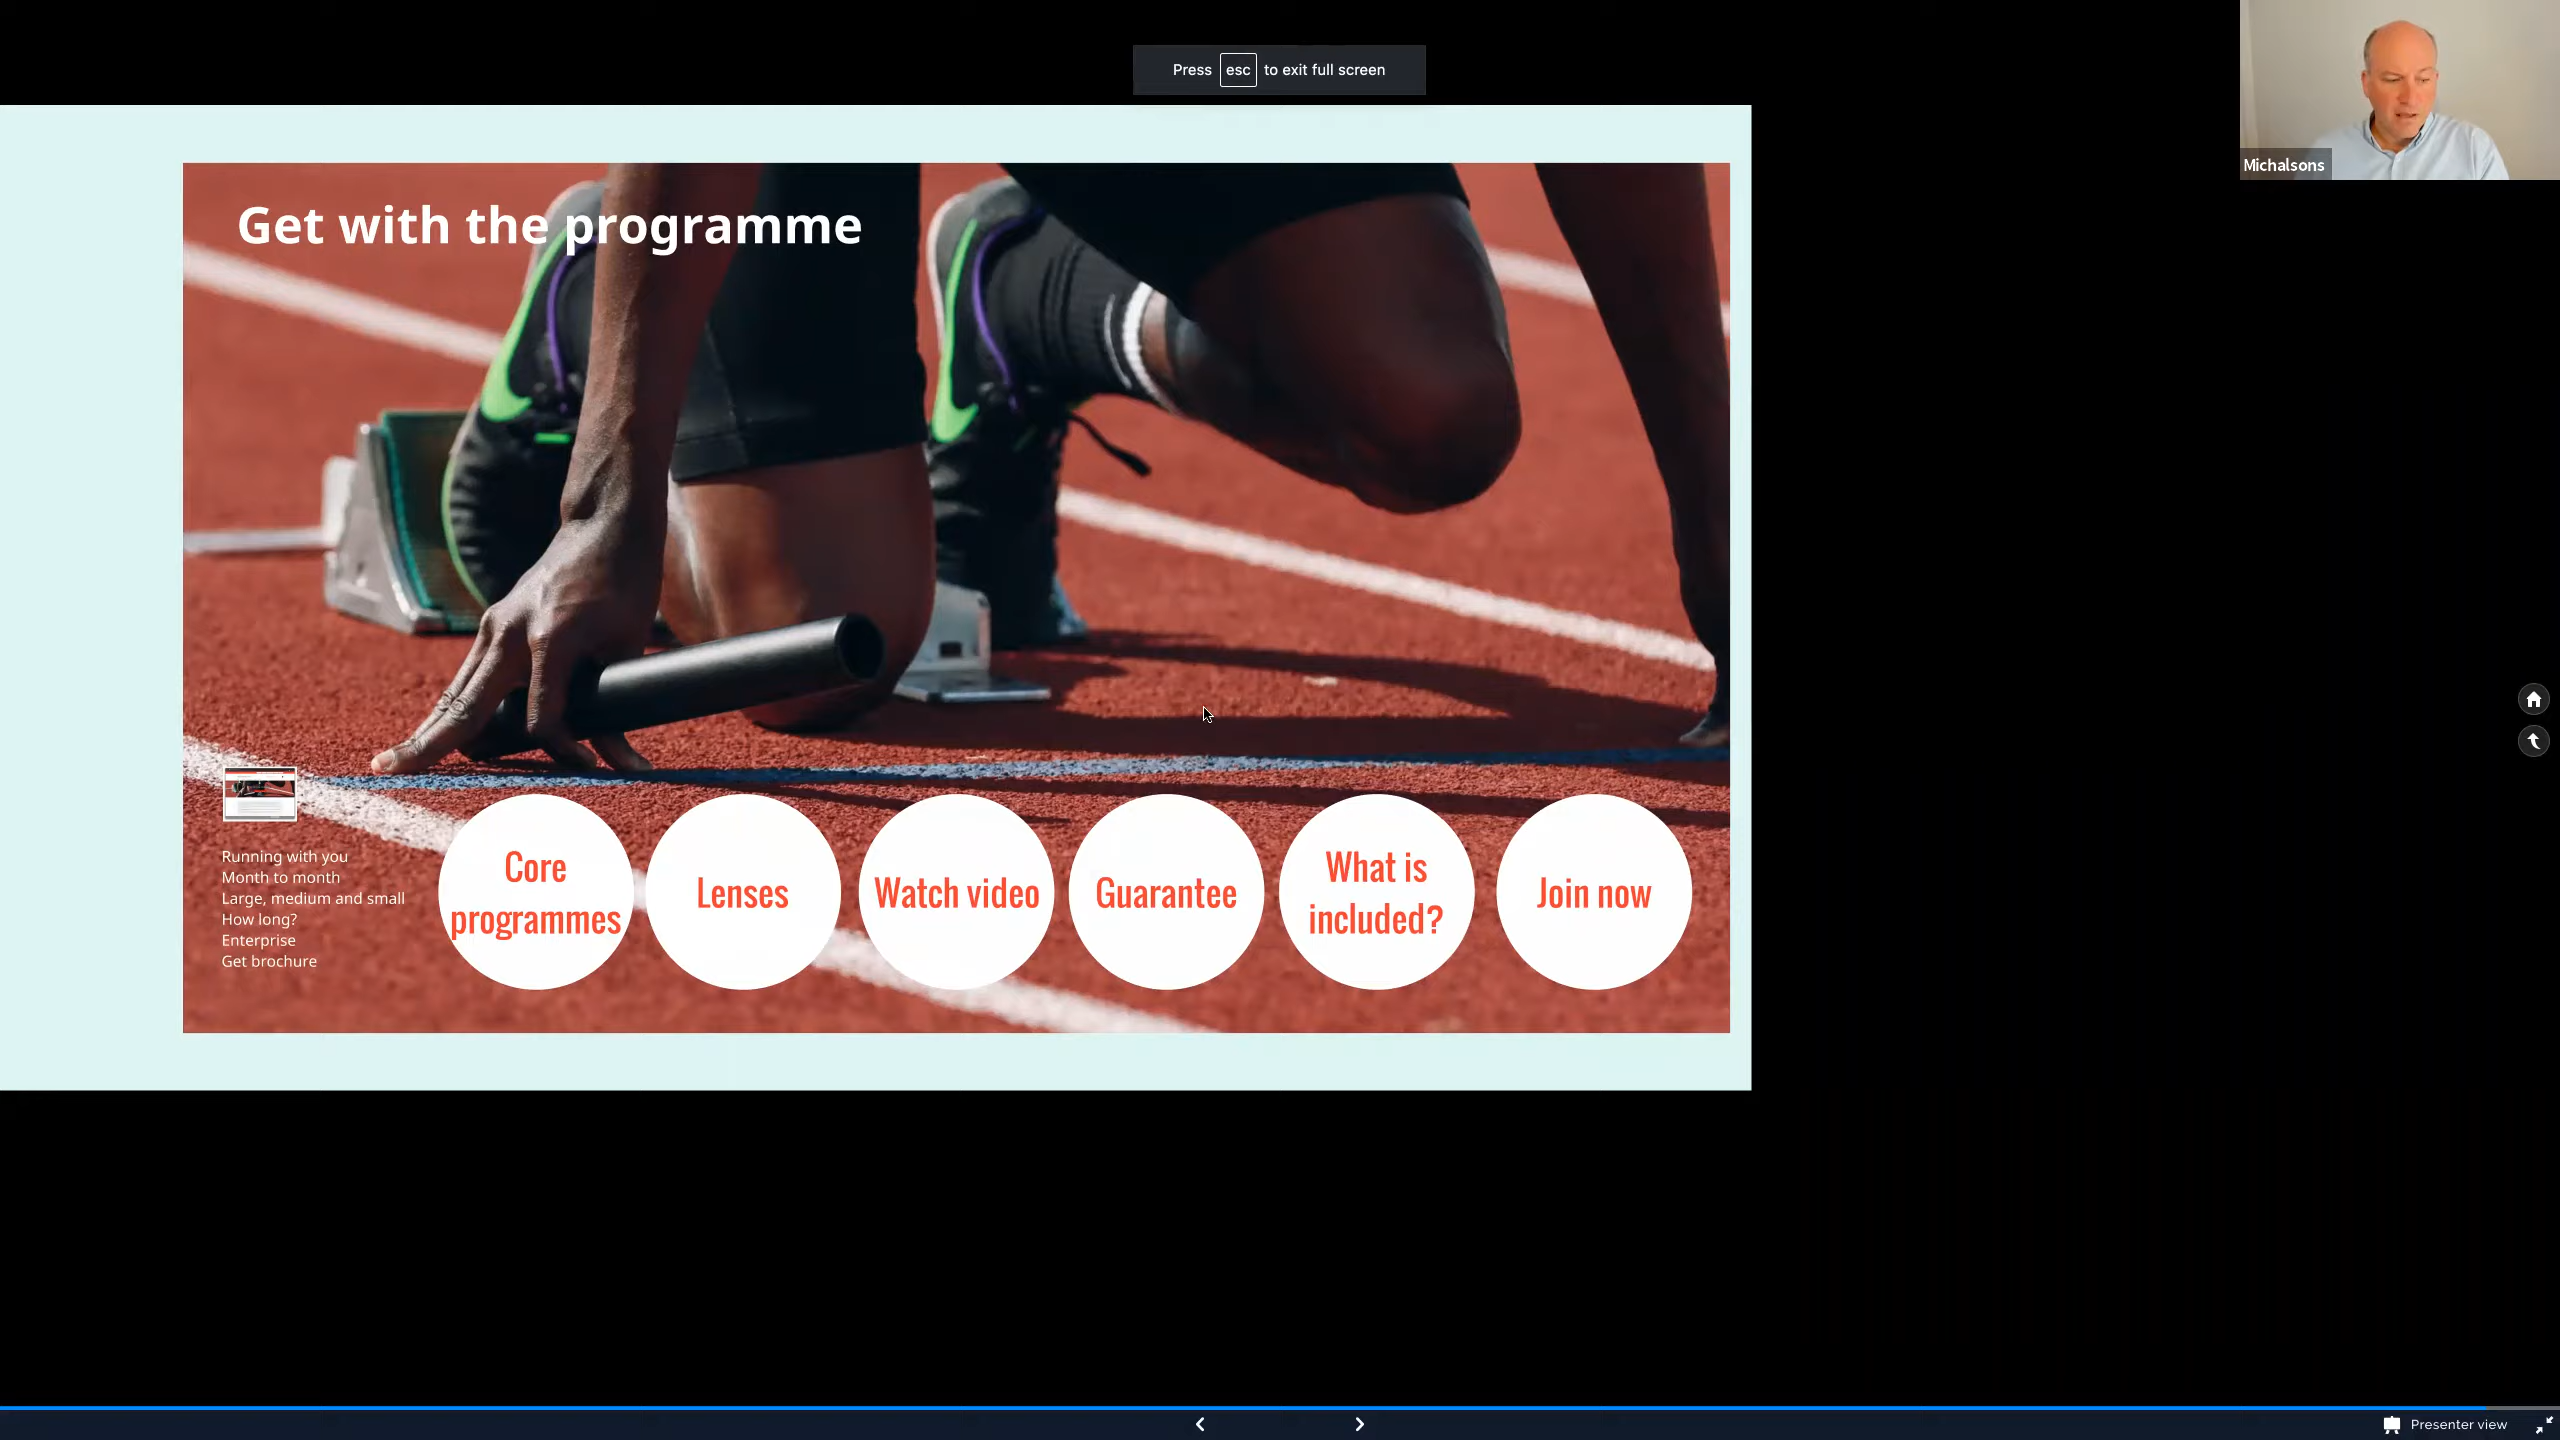 Press esc to exit full screen
Michalsons
Get with the programme
Running with you
Month to month
Large, medium and small
How long?
Enterprise
Get brochure
Core
programmes
Lenses
Watch video
Guarantee
What is
included?
Join now
Presenter view